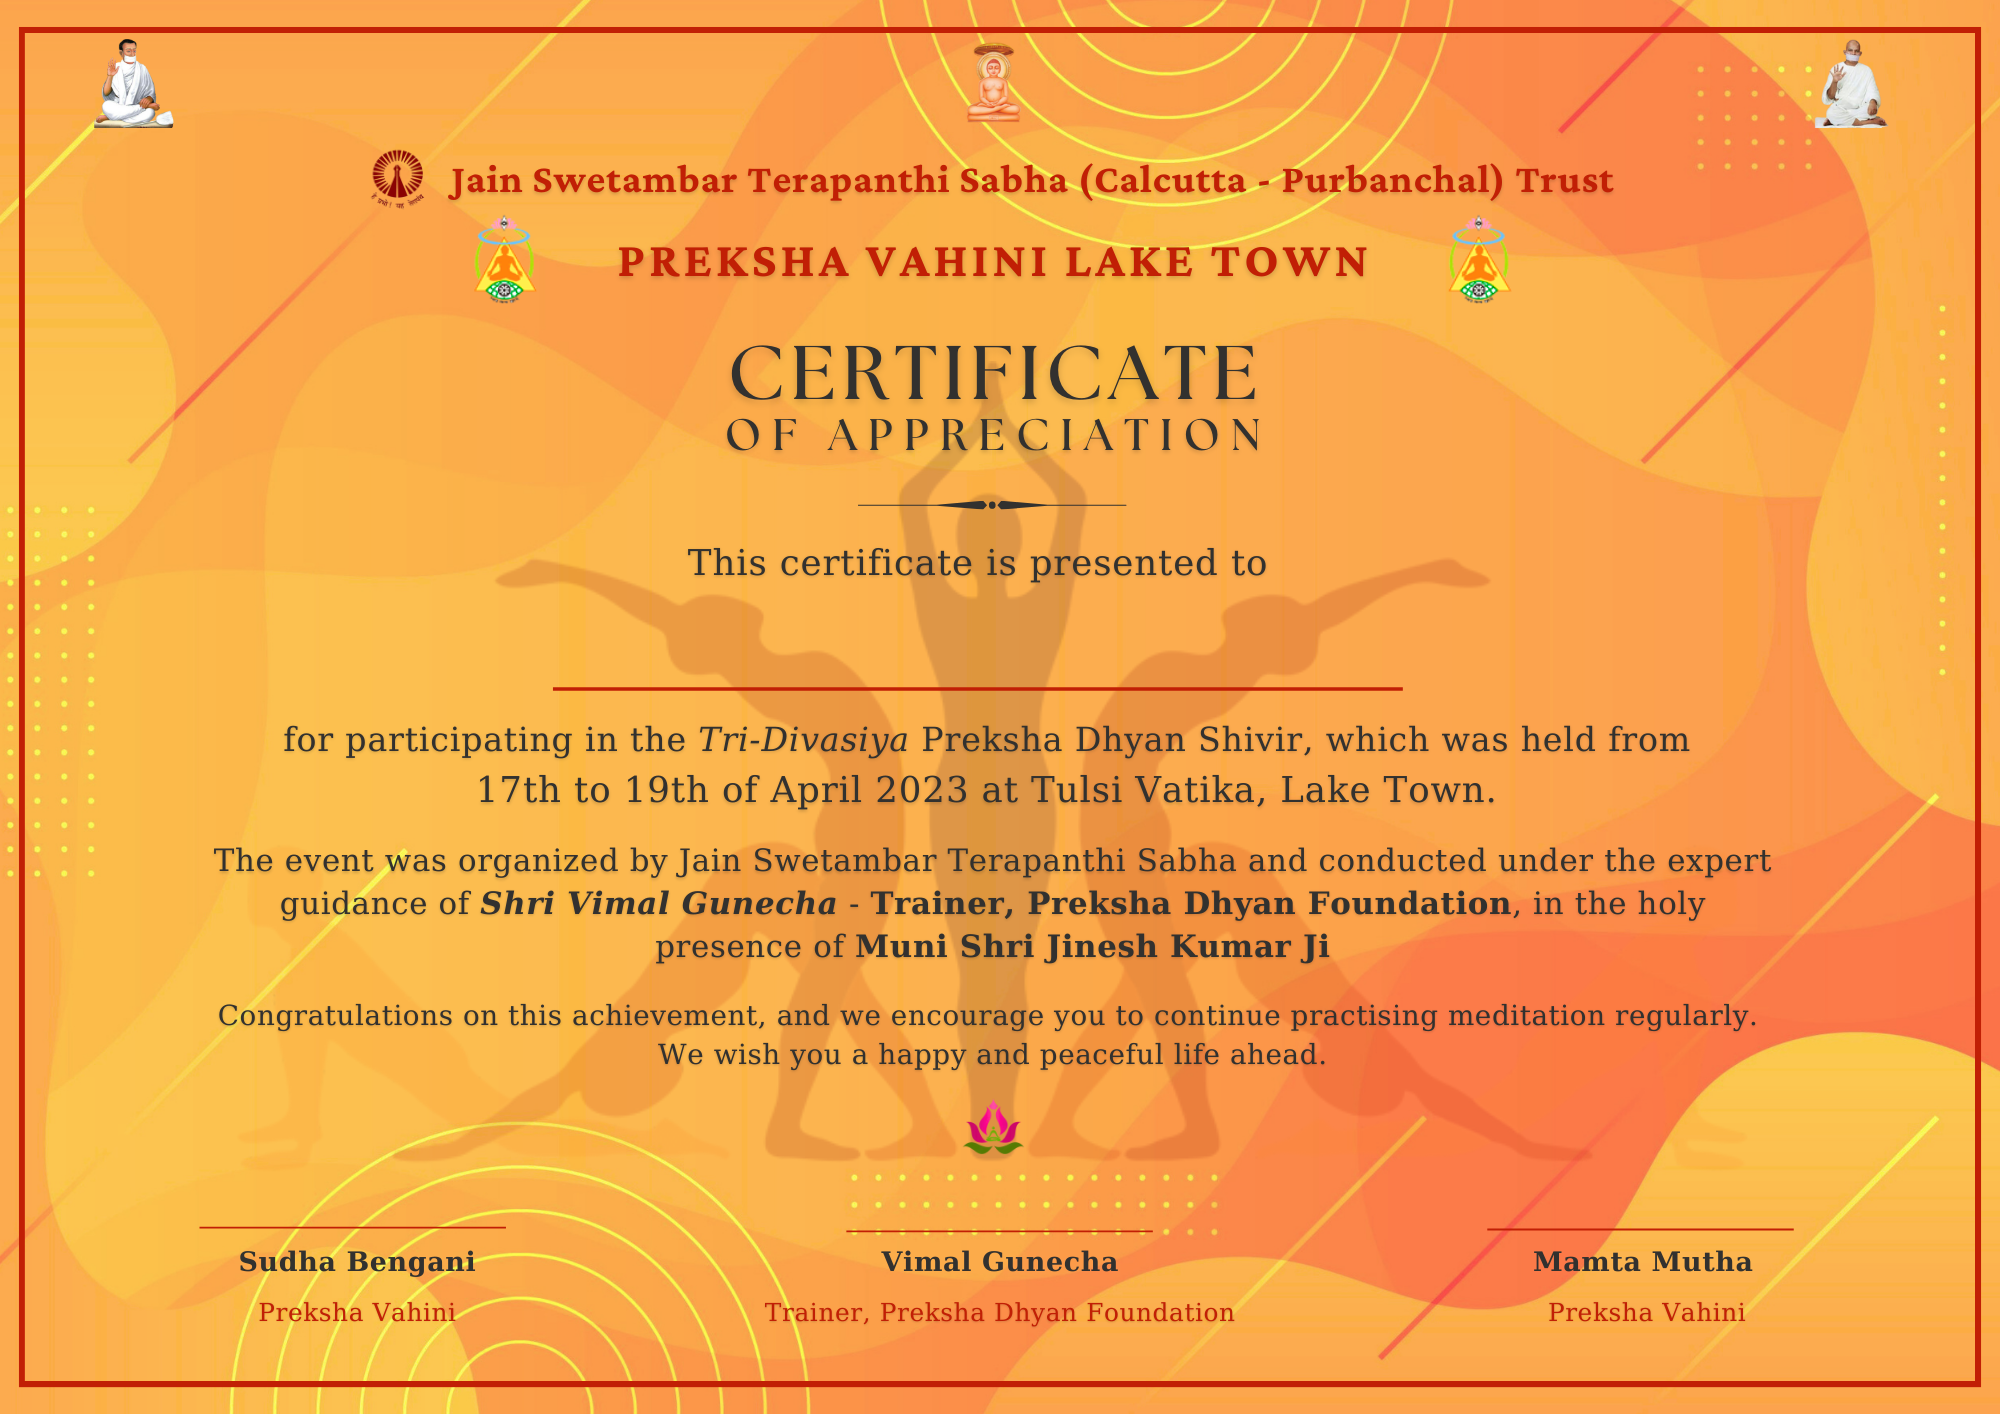 Jain Swetambar Terapanthi Sabha (Calcutta - Purbanchal) Trust
PREKSHA VAHINI LAKE TOWN
CERTIFICATE
OF APPRECIATION
This certificate is presented to
for participating in the Tri-Divasiya Preksha Dhyan Shivir, which was held from
17th to 19th of April 2023 at Tulsi Vatika, Lake Town.
The event was organized by Jain Swetambar Terapanthi Sabha and conducted under the expert
guidance of Shri Vimal Gunecha - Trainer, Preksha Dhyan Foundation, in the holy
presence of Muni Shri Jinesh Kumar Ji
Congratulations on this achievement, and we encourage you to continue practising meditation regularly.
We wish you a happy and peaceful life ahead.
Sudha Bengani
Preksha Vahini
Vimal Gunecha
Trainer, Preksha Dhyan Foundation
Mamta Mutha
Preksha Vahini